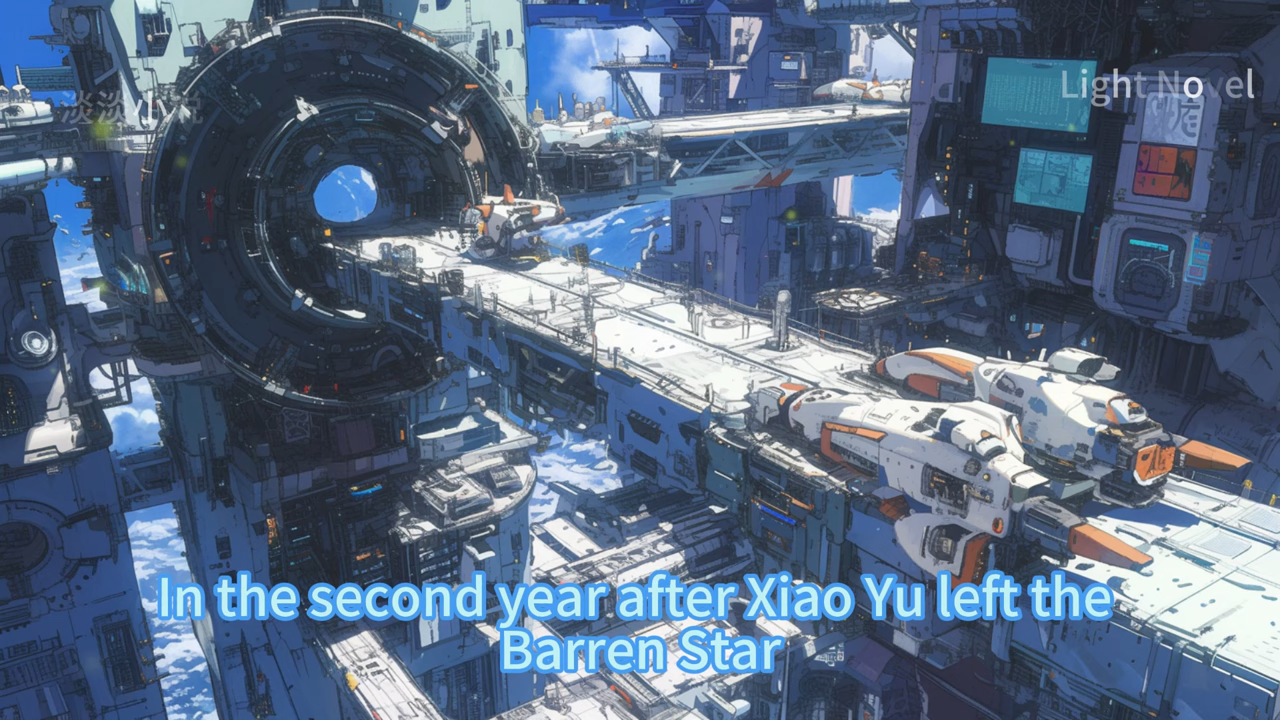 Light Novel
In the second year after Xiao Yu left the
Barren Star